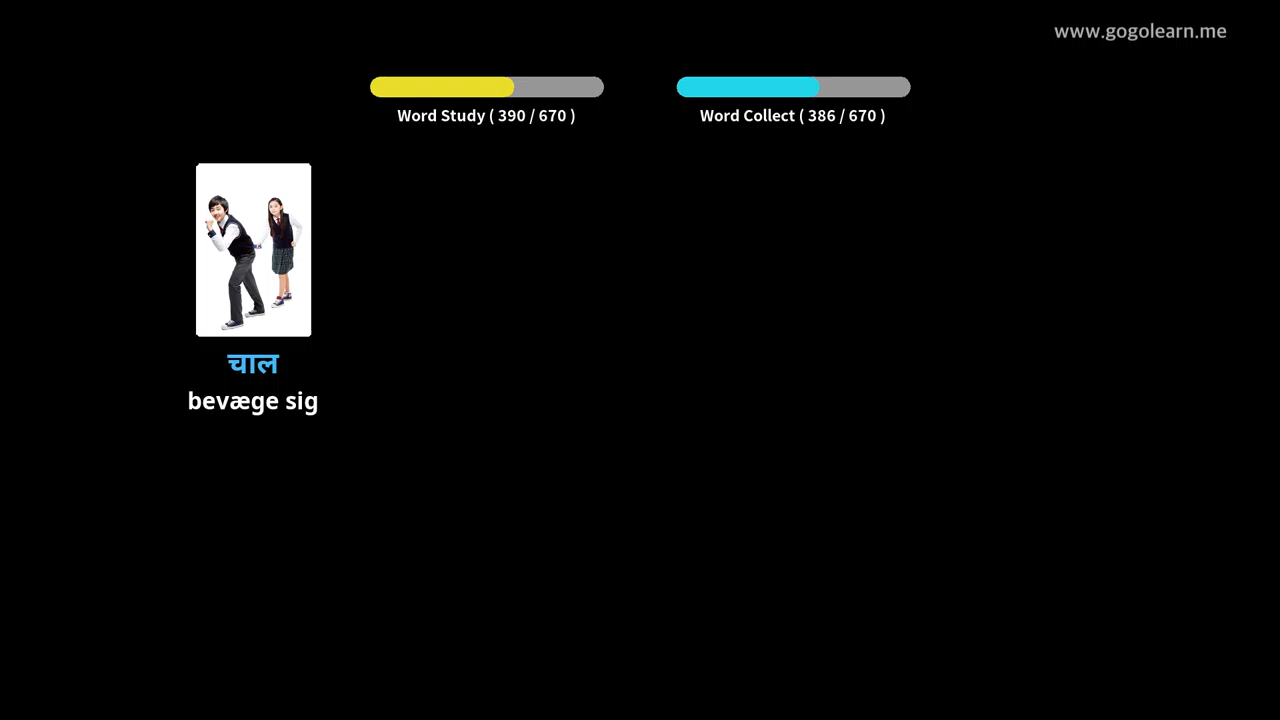 www.gogolearn.me
Word Study ( 390 / 670 )
Word Collect ( 386 / 670 )
चाल
bevæge sig